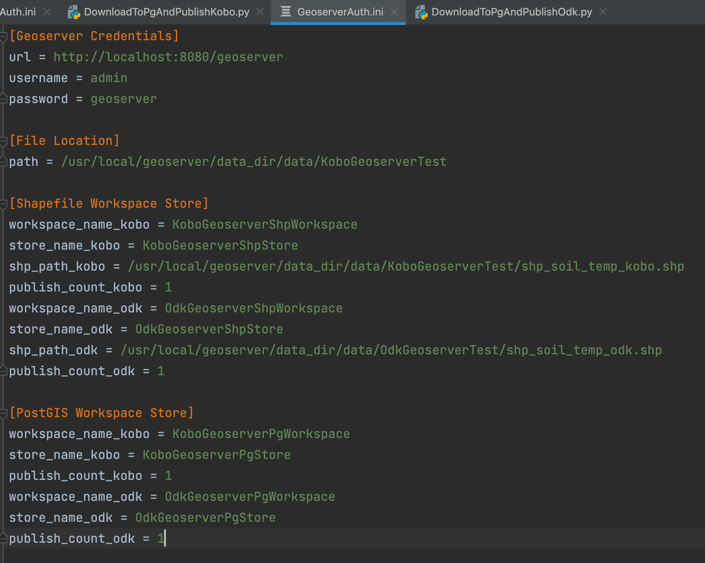 Auth.ini
DownloadToPgAndPublishKobo.py
GeoserverAuth.ini
DownloadToPgAndPublishOdk.py
[Geoserver Credentials]
url = http://localhost:8080/geoserver
username = admin
password = geoserver
[File Location]
path = /usr/local/geoserver/data_dir/data/KoboGeoserverTest
[Shapefile Workspace Store]
workspace_name_kobo = KoboGeoserverShpWorkspace
store_name_kobo = KoboGeoserverShpStore
shp_path_kobo = /usr/local/geoserver/data_dir/data/KoboGeoserverTest/shp_soil_temp_kobo.shp
publish_count_kobo = 1
workspace_name_odk = OdkGeoserverShpWorkspace
store_name_odk = OdkGeoserverShpStore
shp_path_odk = /usr/local/geoserver/data_dir/data/OdkGeoserverTest/shp_soil_temp_odk.shp
publish_count_odk = 1
[PostGIS Workspace Store]
workspace_name_kobo = KoboGeoserverPgWorkspace
store_name_kobo = KoboGeoserverPgStore
publish_count_kobo = 1
workspace_name_odk = OdkGeoserverPgWorkspace
store_name_odk = OdkGeoserverPgStore
publish_count_odk = 1